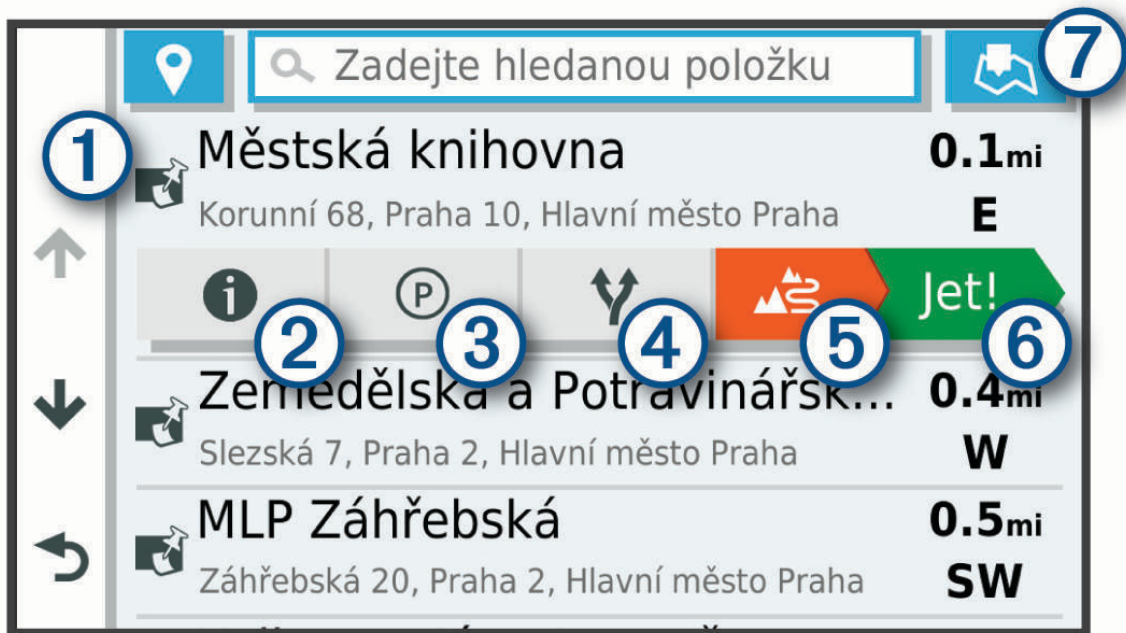 Zadejte hledanou položku
7
1
Městská knihovna
0.1mi
Korunní 68, Praha 10, Hlavní město Praha
E
P
Jet!
2
3
4
5
6
Zemědělská a Potravinářsk...
0.4mi
Slezská 7, Praha 2, Hlavní město Praha
W
MLP Záhřebská
0.5mi
Záhřebská 20, Praha 2, Hlavní město Praha
SW